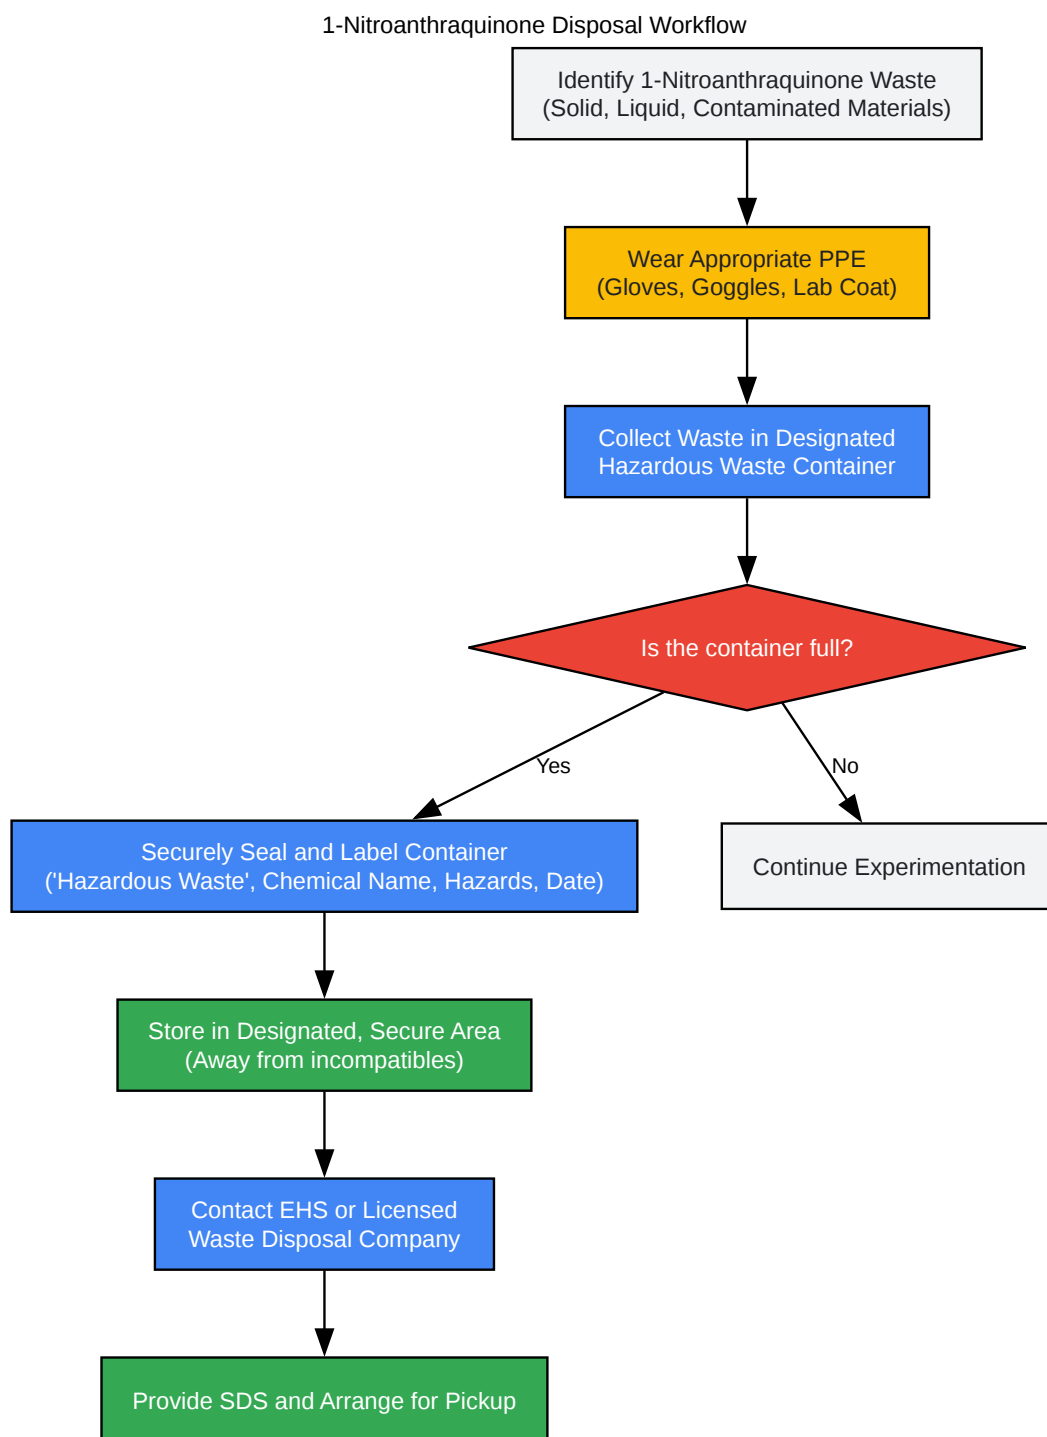 1-Nitroanthraquinone Disposal Workflow
Identify 1-Nitroanthraquinone Waste
(Solid, Liquid, Contaminated Materials)
Wear Appropriate PPE
(Gloves, Goggles, Lab Coat)
Collect Waste in Designated
Hazardous Waste Container
Is the container full?
Yes
No
Securely Seal and Label Container
('Hazardous Waste', Chemical Name, Hazards, Date)
Continue Experimentation
Store in Designated, Secure Area
(Away from incompatibles)
Contact EHS or Licensed
Waste Disposal Company
Provide SDS and Arrange for Pickup